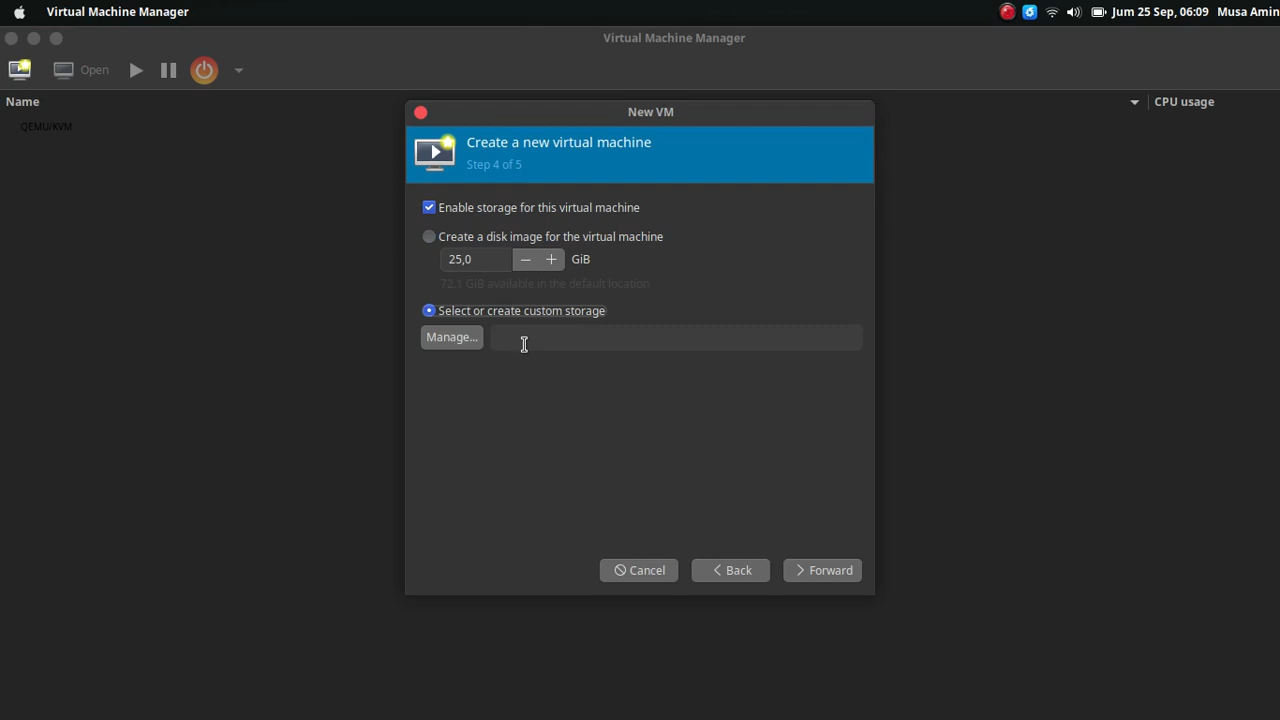 Virtual Machine Manager
Jum 25 Sep, 06:09 Musa Amin
Virtual Machine Manager
Open
Name
CPU usage
QEMU/KVM
New VM
Create a new virtual machine
Step 4 of 5
Enable storage for this virtual machine
Create a disk image for the virtual machine
25,0 − + GiB
72.1 GiB available in the default location
Select or create custom storage
Manage...
Cancel
Back
Forward